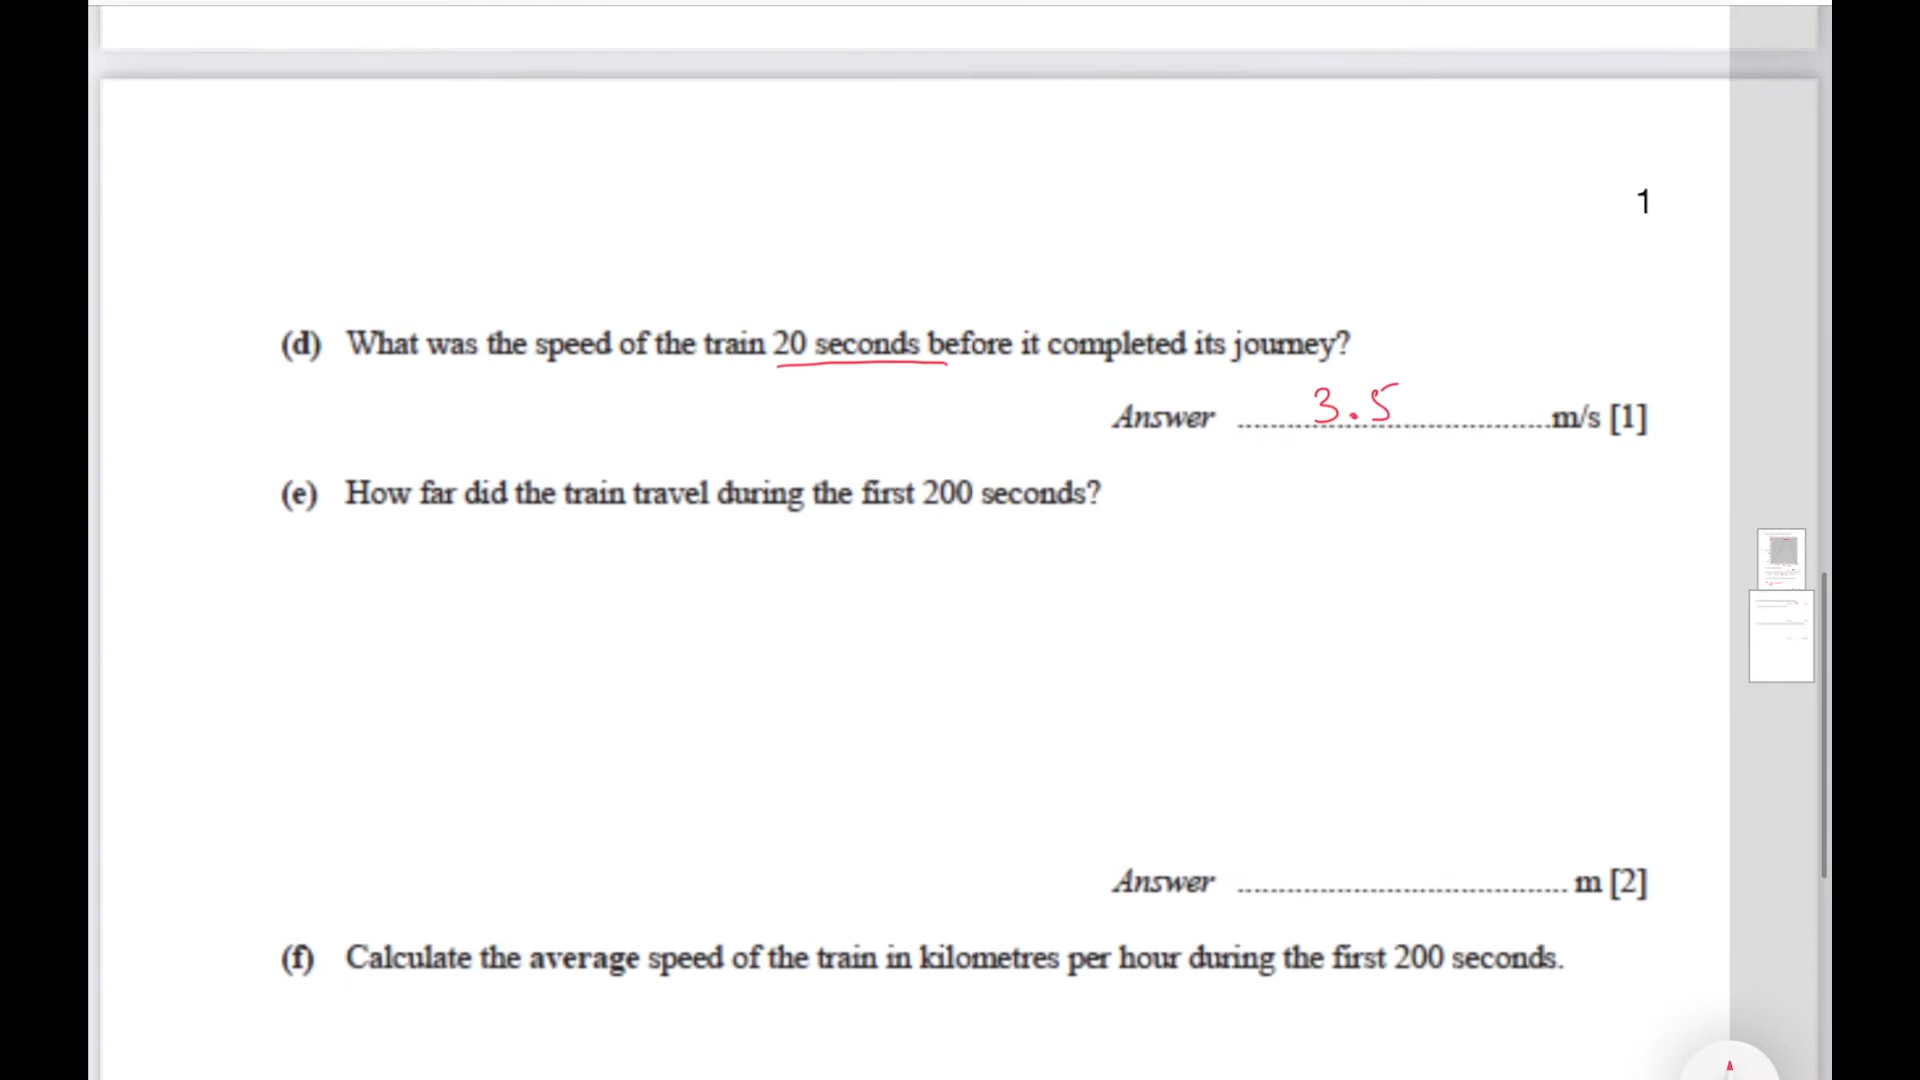 1
(d) What was the speed of the train 20 seconds before it completed its journey?
Answer ........................................ 3.5 m/s [1]
(e) How far did the train travel during the first 200 seconds?
Answer ........................................ m [2]
(f) Calculate the average speed of the train in kilometres per hour during the first 200 seconds.